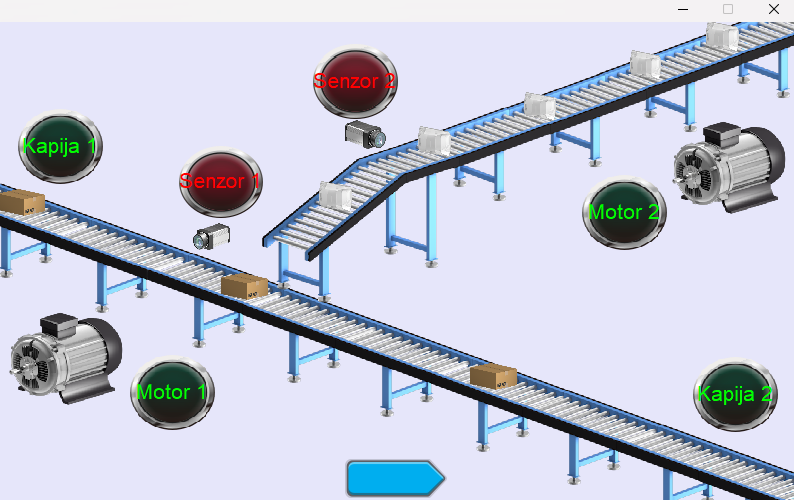 Senzor 2
Kapija 1
Senzor 1
Motor 2
Motor 1
Kapija 2